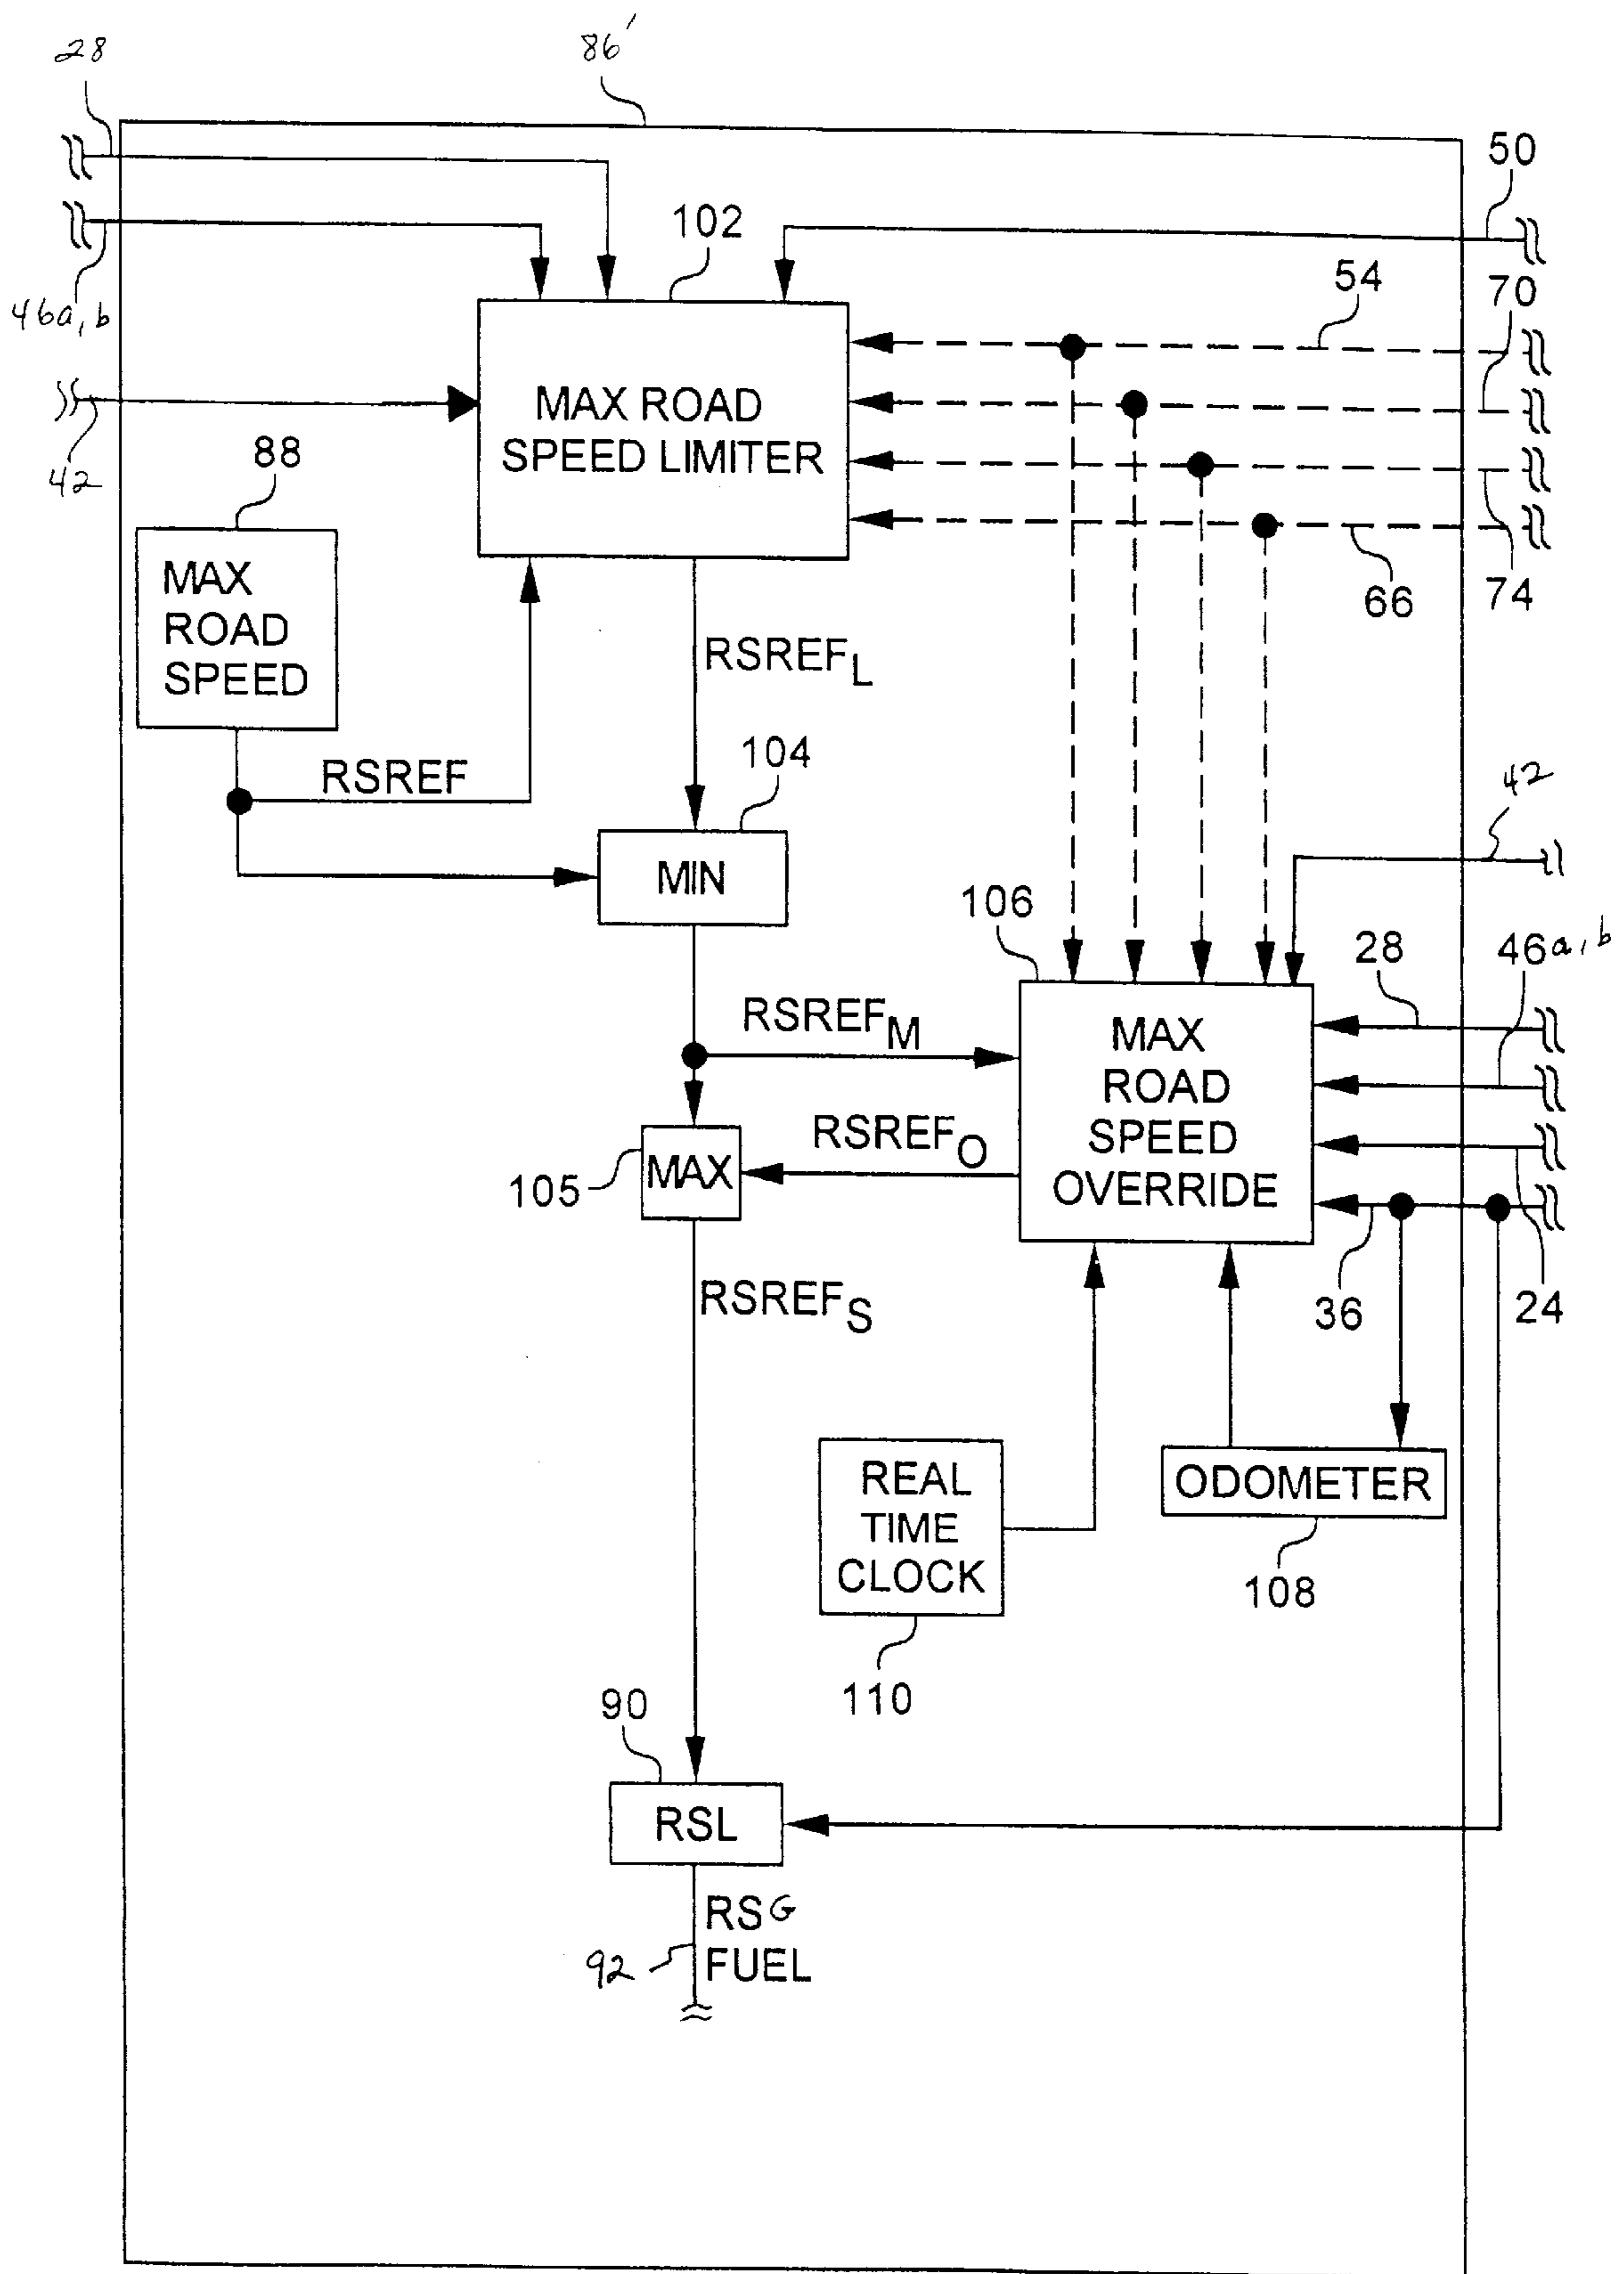 28
86'
50
46a, b
102
54
70
MAX ROAD
SPEED LIMITER
42
88
74
66
MAX
ROAD
SPEED
RSREF_L
RSREF
104
42
MIN
106
28
46a, b
RSREF_M
MAX
ROAD
SPEED
OVERRIDE
RSREF_O
105
MAX
RSREF_S
36
24
REAL
TIME
CLOCK
ODOMETER
108
110
90
RSL
RSG
FUEL
92